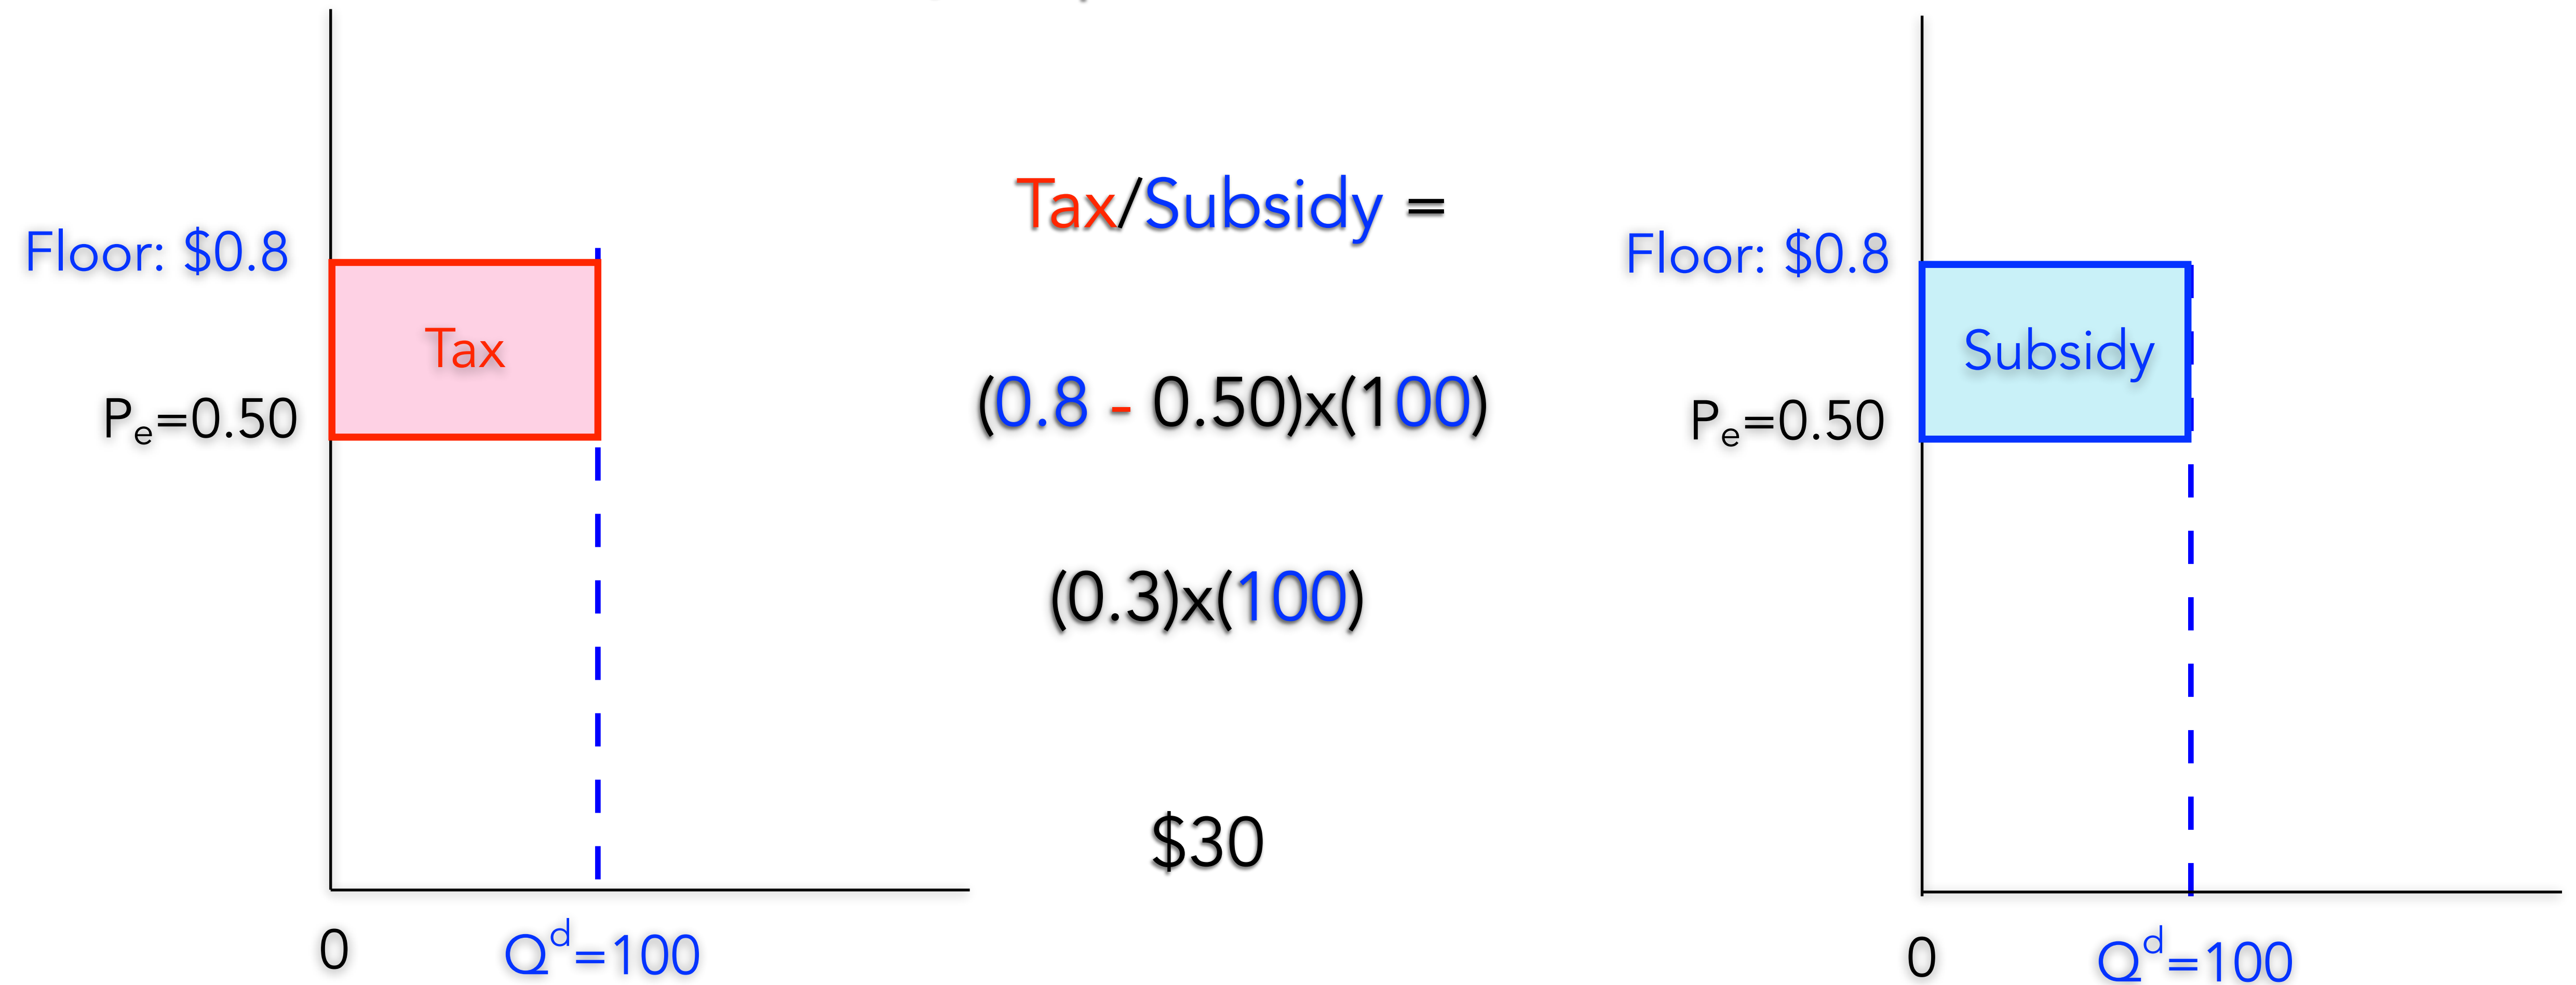 Floor: $0.8
Tax
Pₑ=0.50
0
Qᵈ=100
Tax/Subsidy =
(0.8 - 0.50)x(100)
(0.3)x(100)
$30
Floor: $0.8
Subsidy
Pₑ=0.50
0
Qᵈ=100